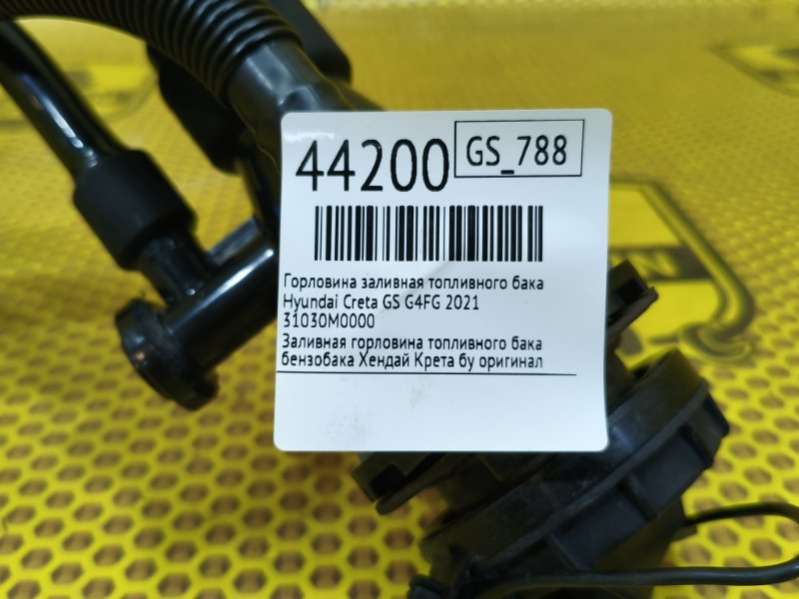 44200
GS_788
Горловина заливная топливного бака
Hyundai Creta GS G4FG 2021
31030M0000
Заливная горловина топливного бака
бензобака Хендай Крета бу оригинал